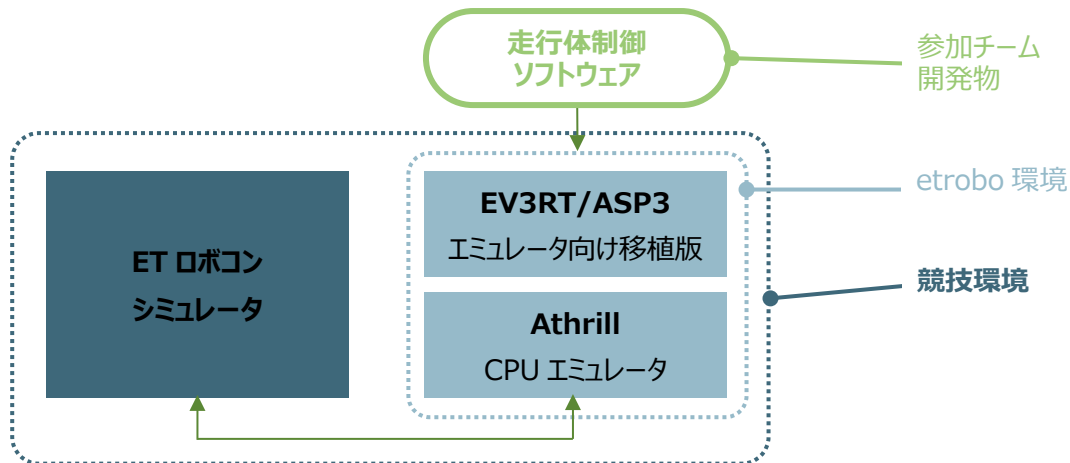 走行体制御
ソフトウェア
参加チーム
開発物
etrobo 環境
EV3RT/ASP3
エミュレータ向け移植版
ET ロボコン
シミュレータ
競技環境
Athrill
CPU エミュレータ